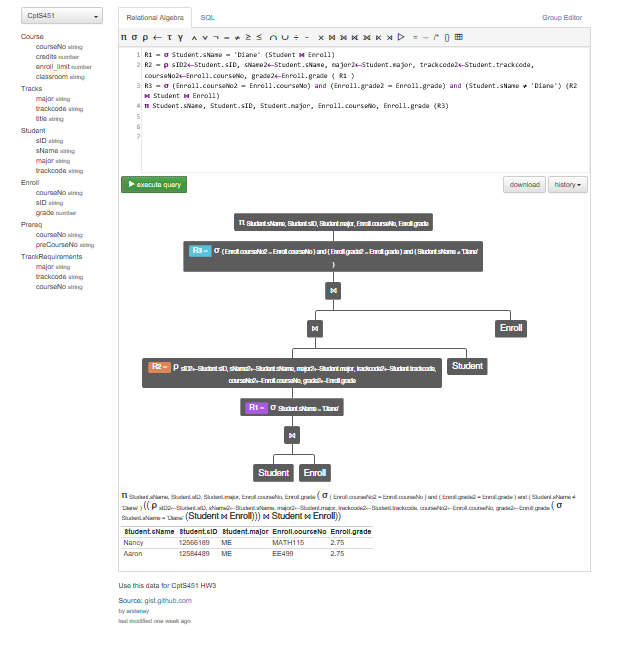 CptS451
Relational Algebra
SQL
Group Editor
Course
courseNo string
credits number
enroll_limit number
classroom string
Tracks
major string
trackcode string
title string
Student
sID string
sName string
major string
trackcode string
Enroll
courseNo string
sID string
grade number
Prereq
courseNo string
preCourseNo string
TrackRequirements
major string
trackcode string
courseNo string
π σ ρ ← τ γ ∧ ∨ ¬ = ≠ ≥ ≤ ∩ ∪ ÷ - × ⋈ ⟕ ⟖ ⟗ ⋉ ⋊ ▷ = -- /* {}
1 R1 = σ Student.sName = 'Diane' (Student ⋈ Enroll)
2 R2 = ρ sID2←Student.sID, sName2←Student.sName, major2←Student.major, trackcode2←Student.trackcode,
courseNo2←Enroll.courseNo, grade2←Enroll.grade ( R1 )
3 R3 = σ (Enroll.courseNo2 = Enroll.courseNo) and (Enroll.grade2 = Enroll.grade) and (Student.sName ≠ 'Diane') (R2
⋈ Student ⋈ Enroll)
4 π Student.sName, Student.sID, Student.major, Enroll.courseNo, Enroll.grade (R3)
5
6
7
execute query
download
history
π Student.sName, Student.sID, Student.major, Enroll.courseNo, Enroll.grade
R3 = σ ( Enroll.courseNo2 = Enroll.courseNo ) and ( Enroll.grade2 = Enroll.grade ) and ( Student.sName ≠ 'Diane'
)
⋈
⋈
Enroll
R2 = ρ sID2←Student.sID, sName2←Student.sName, major2←Student.major, trackcode2←Student.trackcode,
courseNo2←Enroll.courseNo, grade2←Enroll.grade
Student
R1 = σ Student.sName = 'Diane'
⋈
Student
Enroll
π Student.sName, Student.sID, Student.major, Enroll.courseNo, Enroll.grade ( σ ( Enroll.courseNo2 = Enroll.courseNo ) and ( Enroll.grade2 = Enroll.grade ) and ( Student.sName ≠
'Diane' ) (( ρ sID2←Student.sID, sName2←Student.sName, major2←Student.major, trackcode2←Student.trackcode, courseNo2←Enroll.courseNo, grade2←Enroll.grade ( σ
Student.sName = 'Diane' (Student ⋈ Enroll))) ⋈ Student ⋈ Enroll))
Student.sName Student.sID Student.major Enroll.courseNo Enroll.grade
Nancy 12566189 ME MATH115 2.75
Aaron 12584489 ME EE499 2.75
Use this data for CptS451 HW3
Source: gist.github.com
by arslanay
last modified one week ago